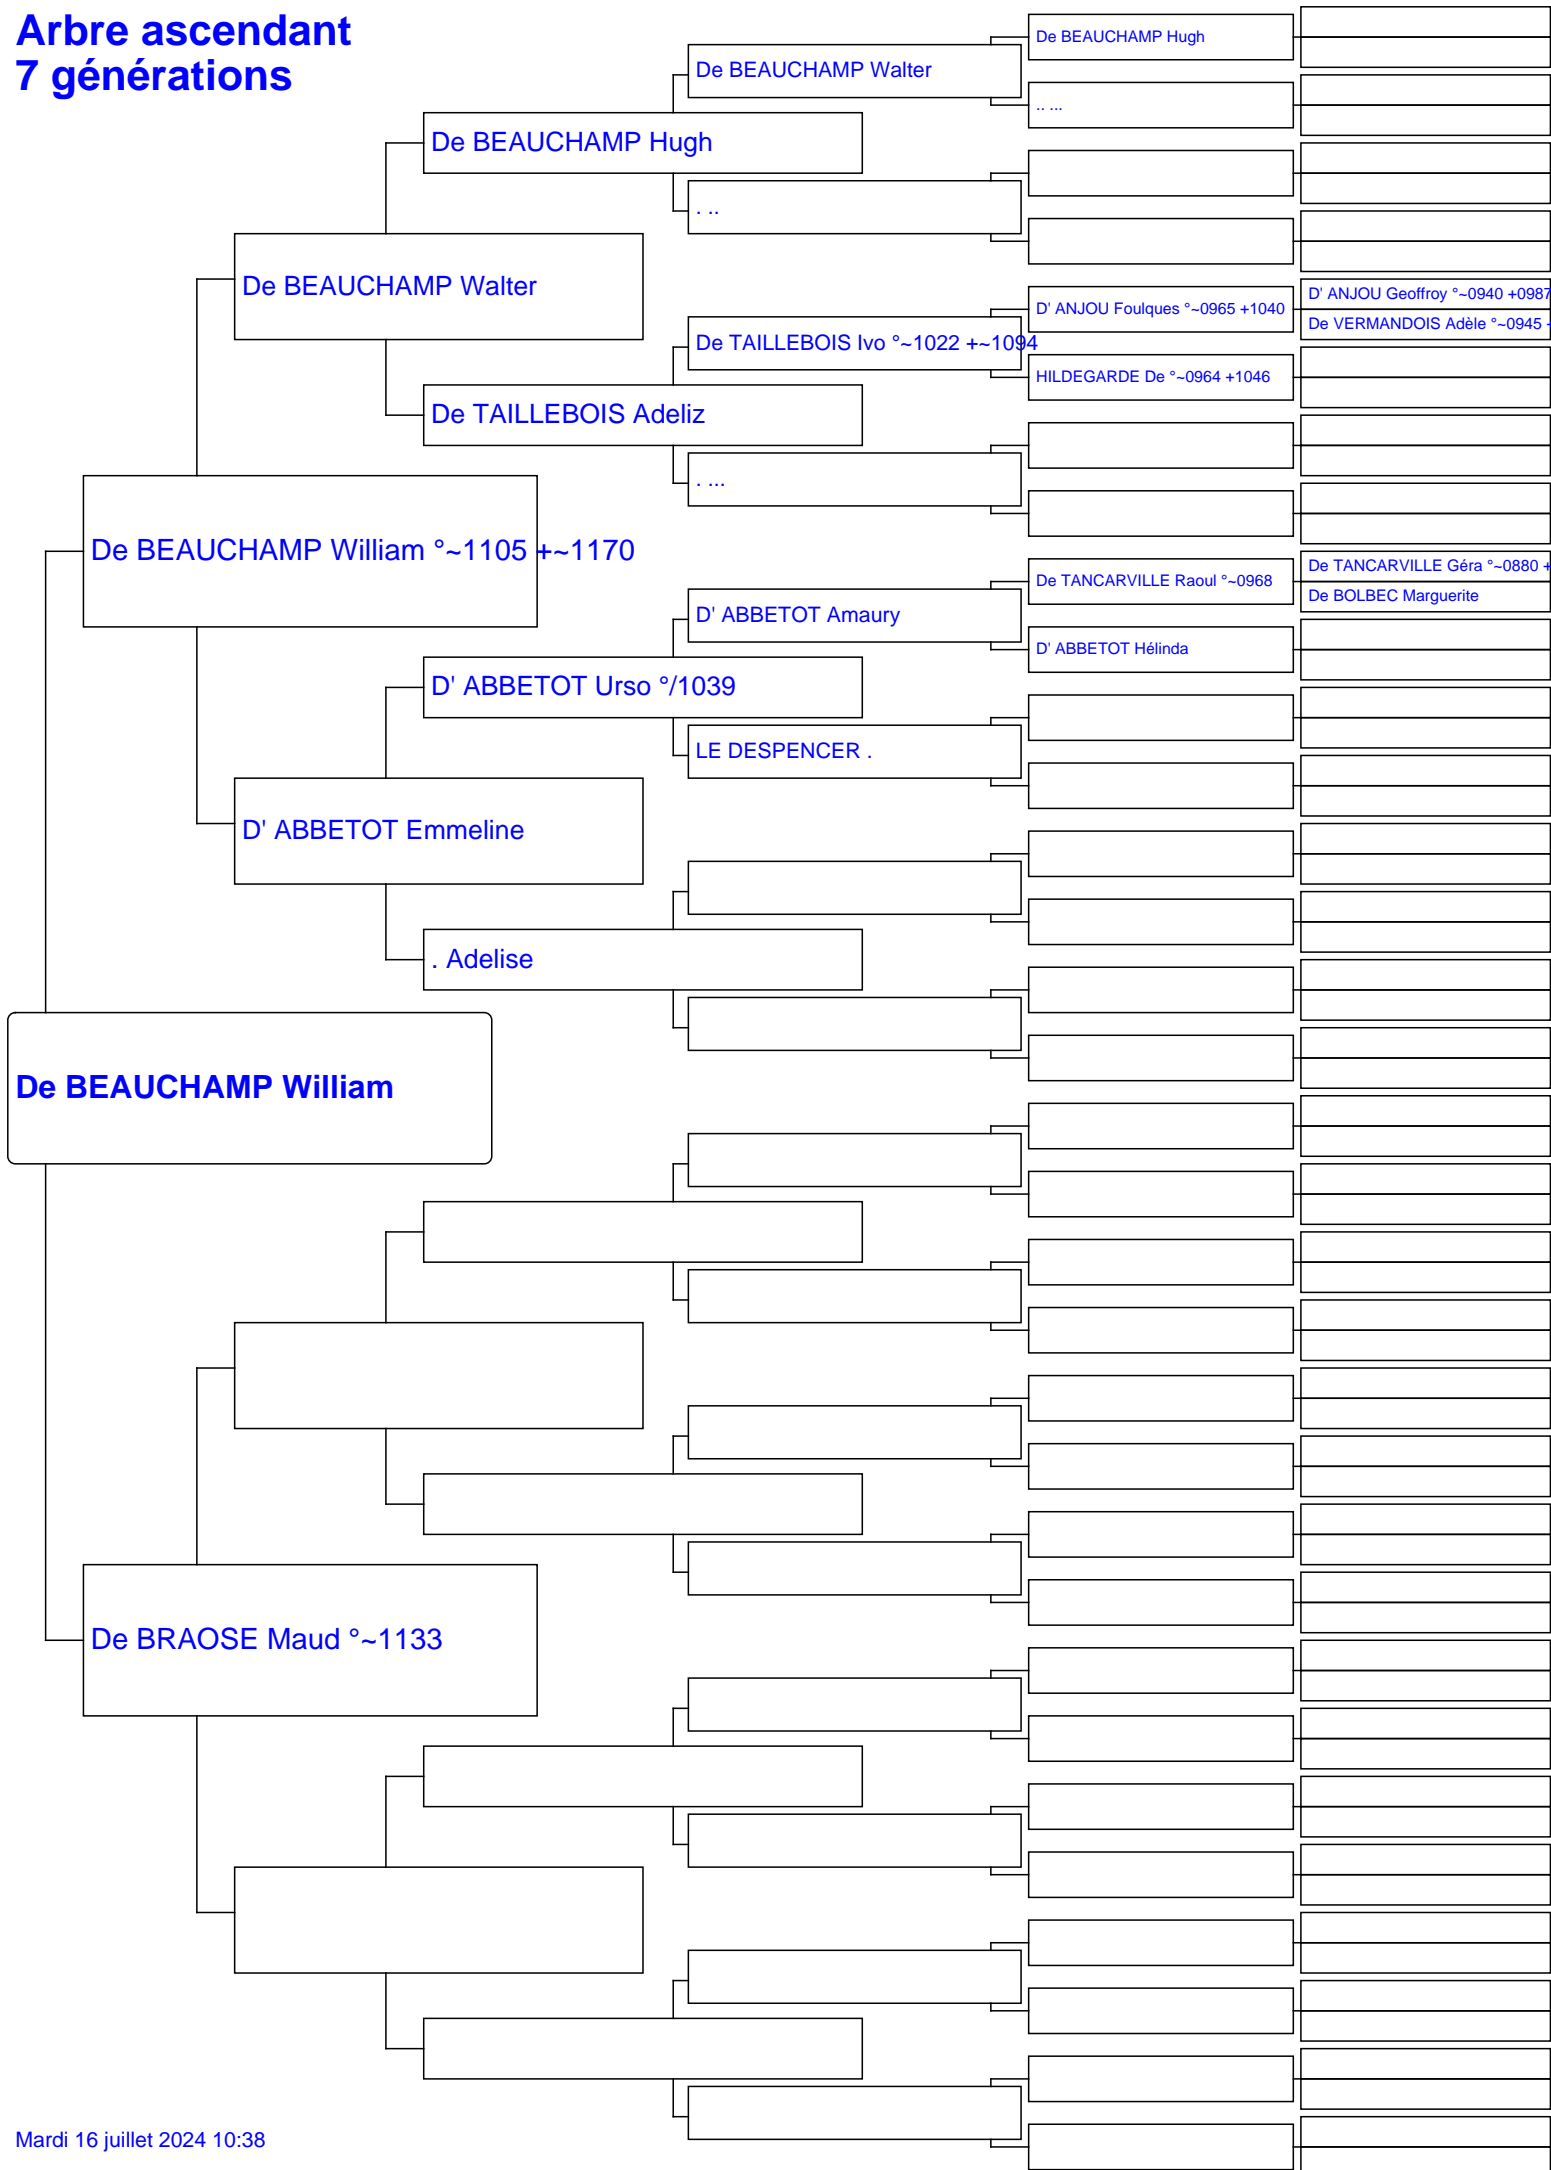 Arbre ascendant
7 générations
De BEAUCHAMP Hugh
De BEAUCHAMP Walter
.. ...
De BEAUCHAMP Hugh
. ..
De BEAUCHAMP Walter
D' ANJOU Geoffroy °~0940 +0987
D' ANJOU Foulques °~0965 +1040
De VERMANDOIS Adèle °~0945 -
De TAILLEBOIS Ivo °~1022 +~1094
HILDEGARDE De °~0964 +1046
De TAILLEBOIS Adeliz
. ...
De BEAUCHAMP William °~1105 +~1170
De TANCARVILLE Géra °~0880 +
De TANCARVILLE Raoul °~0968
De BOLBEC Marguerite
D' ABBETOT Amaury
D' ABBETOT Hélinda
D' ABBETOT Urso °/1039
LE DESPENCER .
D' ABBETOT Emmeline
. Adelise
De BEAUCHAMP William
De BRAOSE Maud °~1133
Mardi 16 juillet 2024 10:38